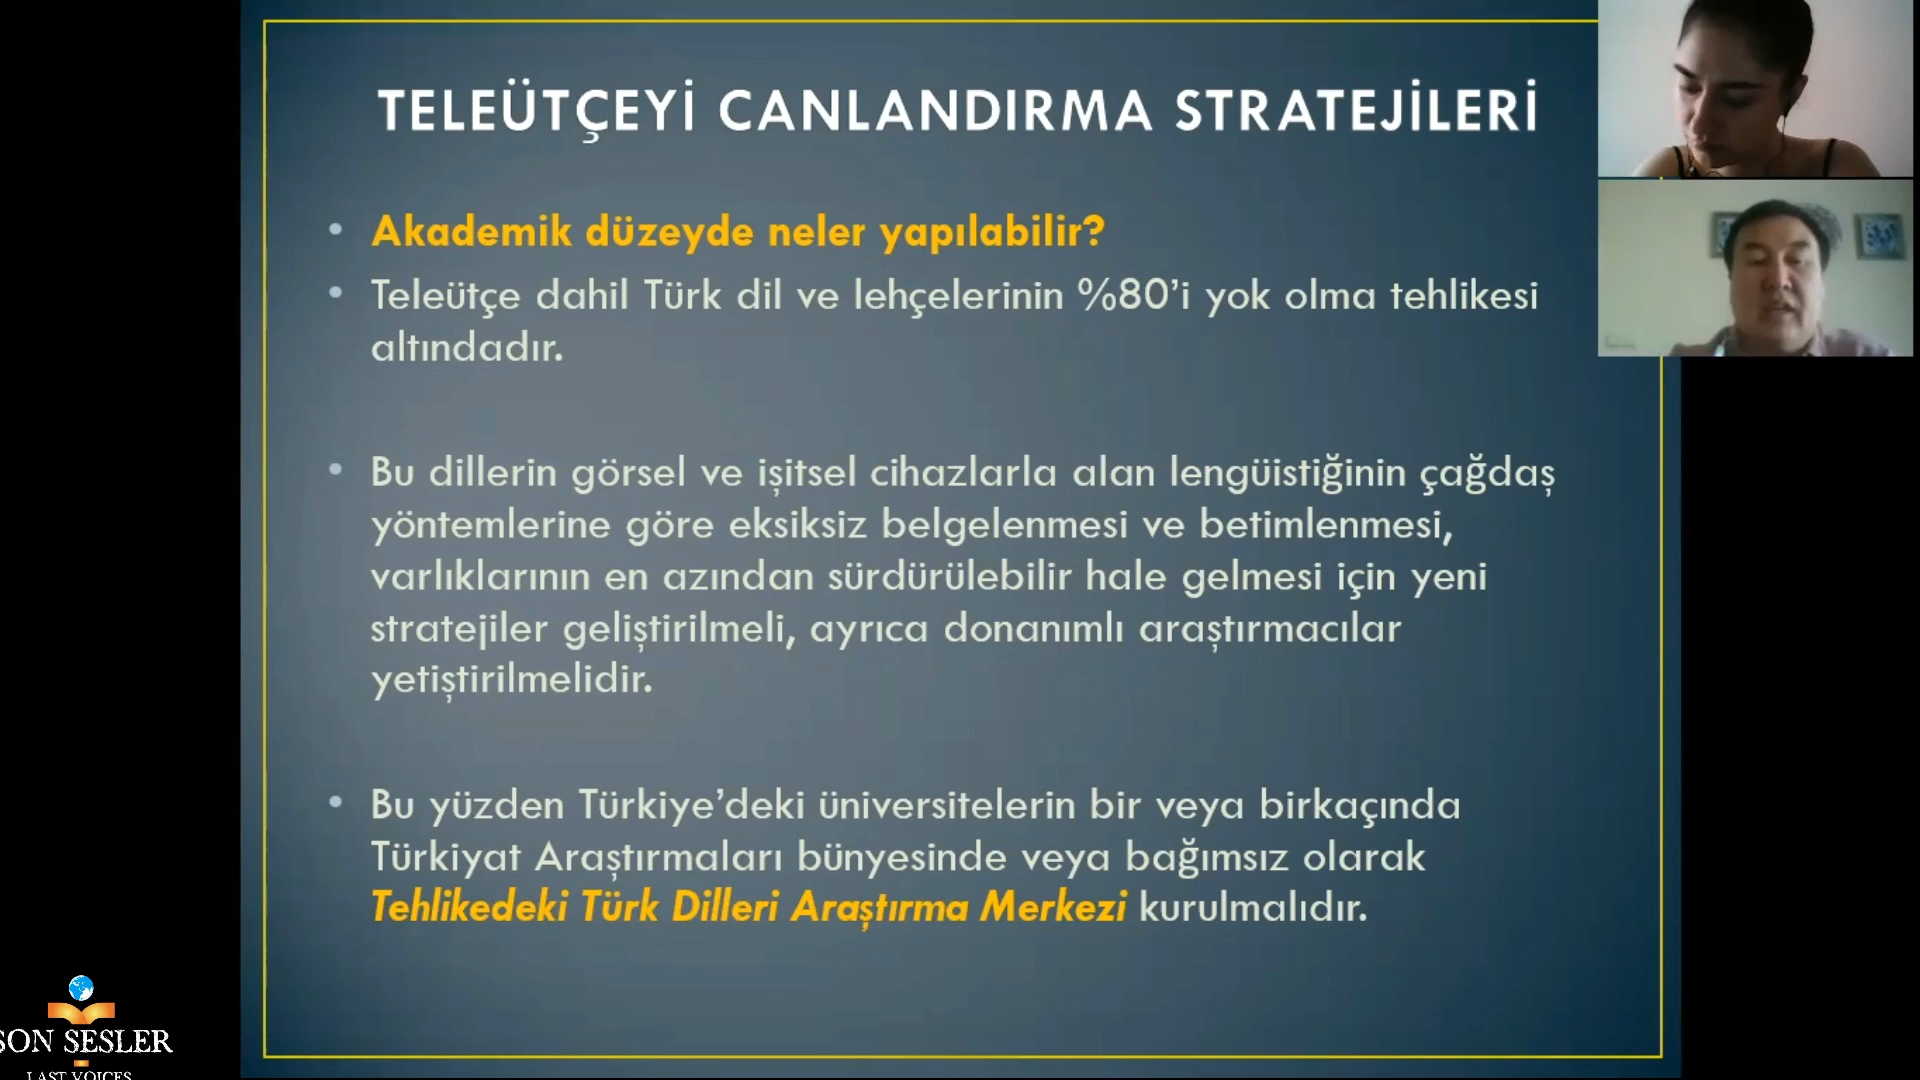 TELEÜTÇEYİ CANLANDIRMA STRATEJİLERİ
• Akademik düzeyde neler yapılabilir?
• Teleütçe dahil Türk dil ve lehçelerinin %80’i yok olma tehlikesi
altındadır.
• Bu dillerin görsel ve işitsel cihazlarla alan lengüistiğinin çağdaş
yöntemlerine göre eksiksiz belgelenmesi ve betimlenmesi,
varlıklarının en azından sürdürülebilir hale gelmesi için yeni
stratejiler geliştirilmeli, ayrıca donanımlı araştırmacılar
yetiştirilmelidir.
• Bu yüzden Türkiye’deki üniversitelerin bir veya birkaçında
Türkiyat Araştırmaları bünyesinde veya bağımsız olarak
Tehlikedeki Türk Dilleri Araştırma Merkezi kurulmalıdır.
SON SESLER
LAST VOICES